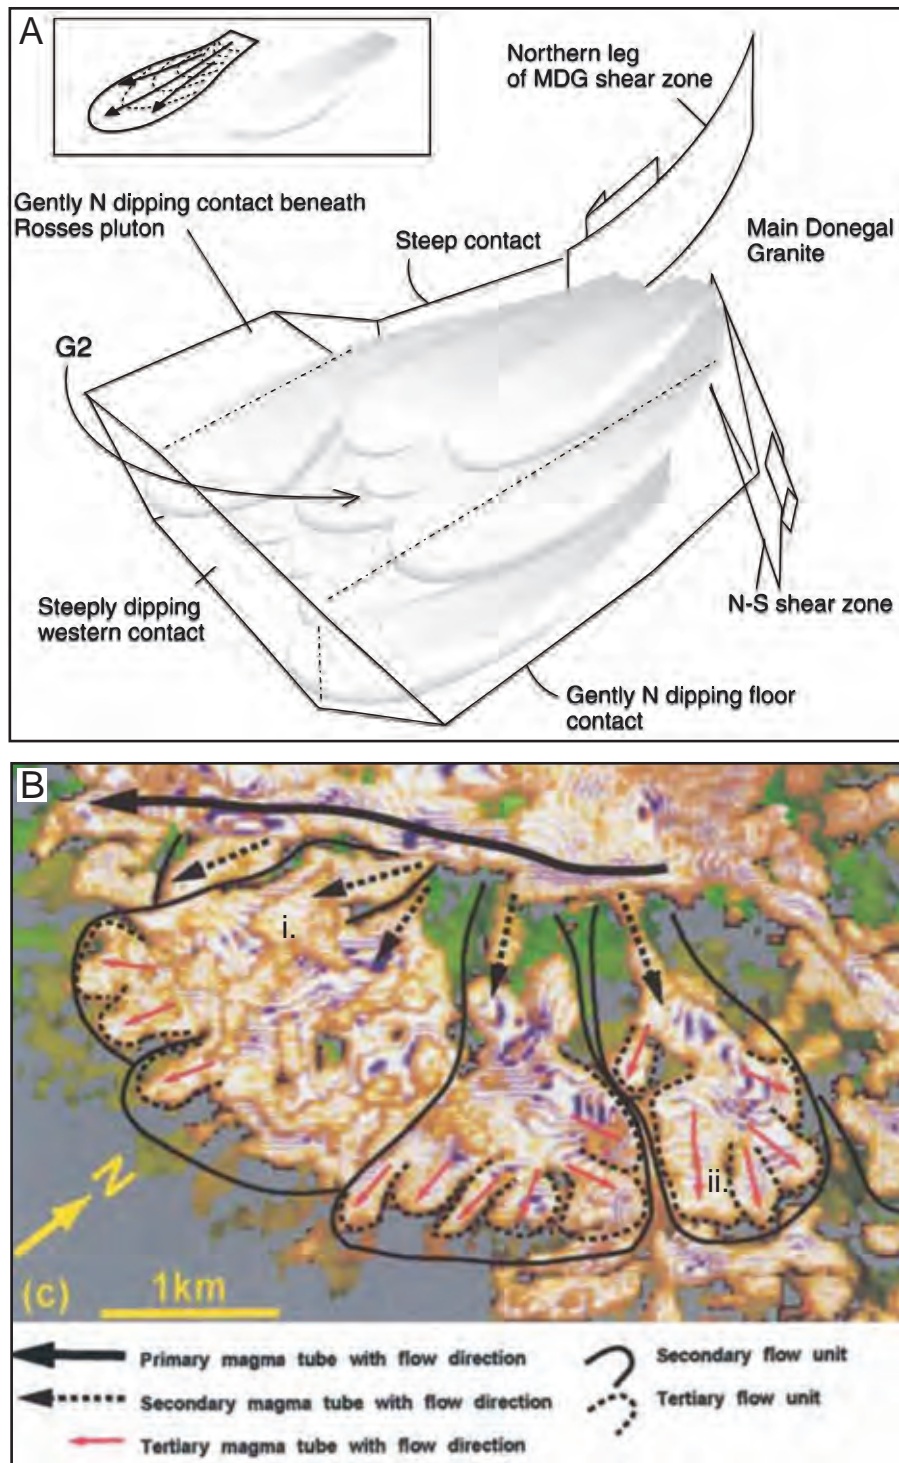 A
Northern leg
of MDG shear zone
Gently N dipping contact beneath
Rosses pluton
Steep contact
Main Donegal
Granite
G2
Steeply dipping
western contact
N-S shear zone
Gently N dipping floor
contact
B
i.
ii.
N
(c)
1km
Primary magma tube with flow direction
Secondary flow unit
Secondary magma tube with flow direction
Tertiary flow unit
Tertiary magma tube with flow direction